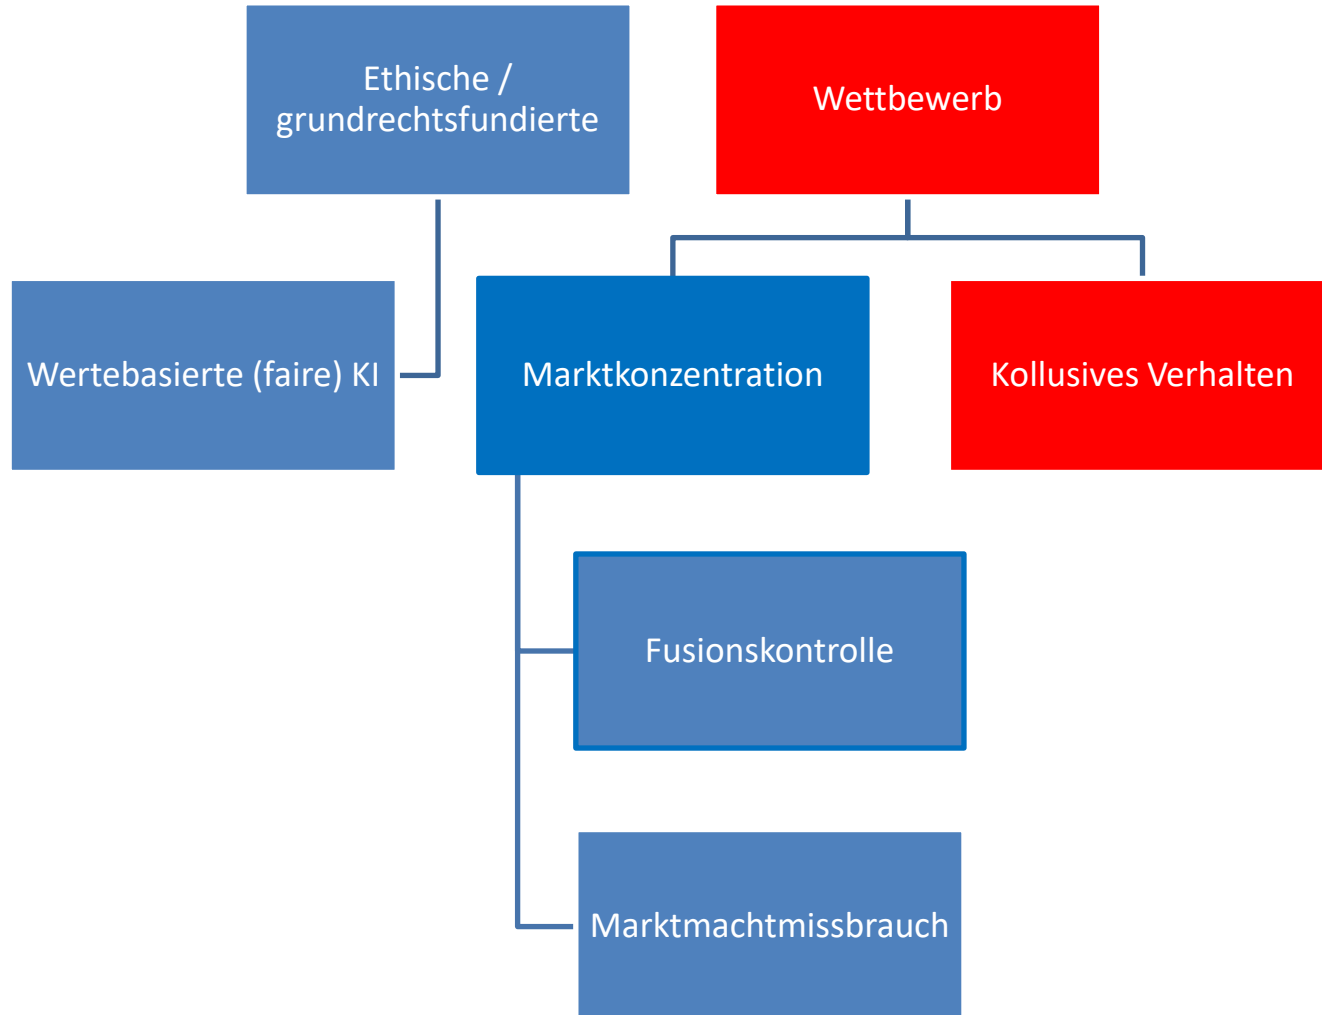 Ethische /
grundrechtsfundierte
Wettbewerb
Wertebasierte (faire) KI
Marktkonzentration
Kollusives Verhalten
Fusionskontrolle
Marktmachtmissbrauch